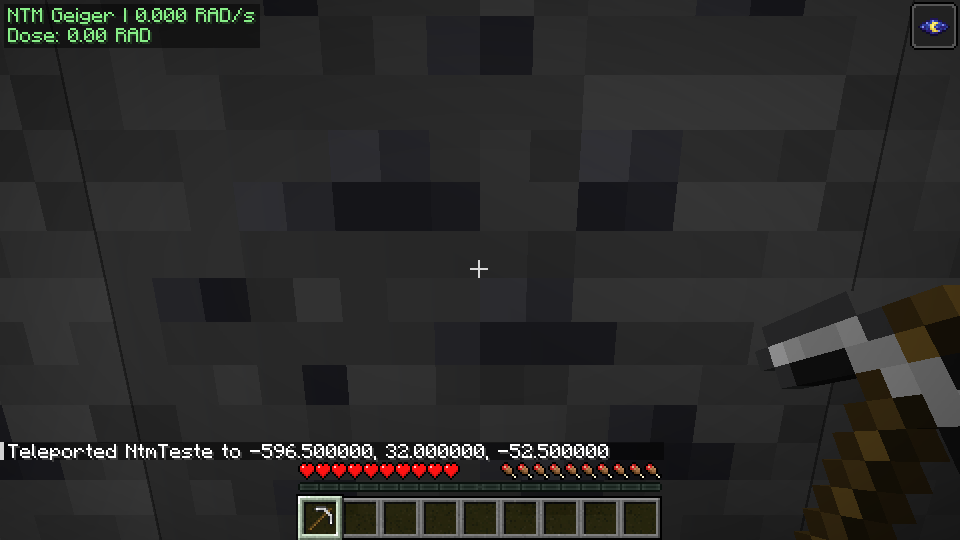 NTM Geiger | 0.000 RAD/s
Dose: 0.00 RAD
Teleported NtmTeste to -596.500000, 32.000000, -52.500000